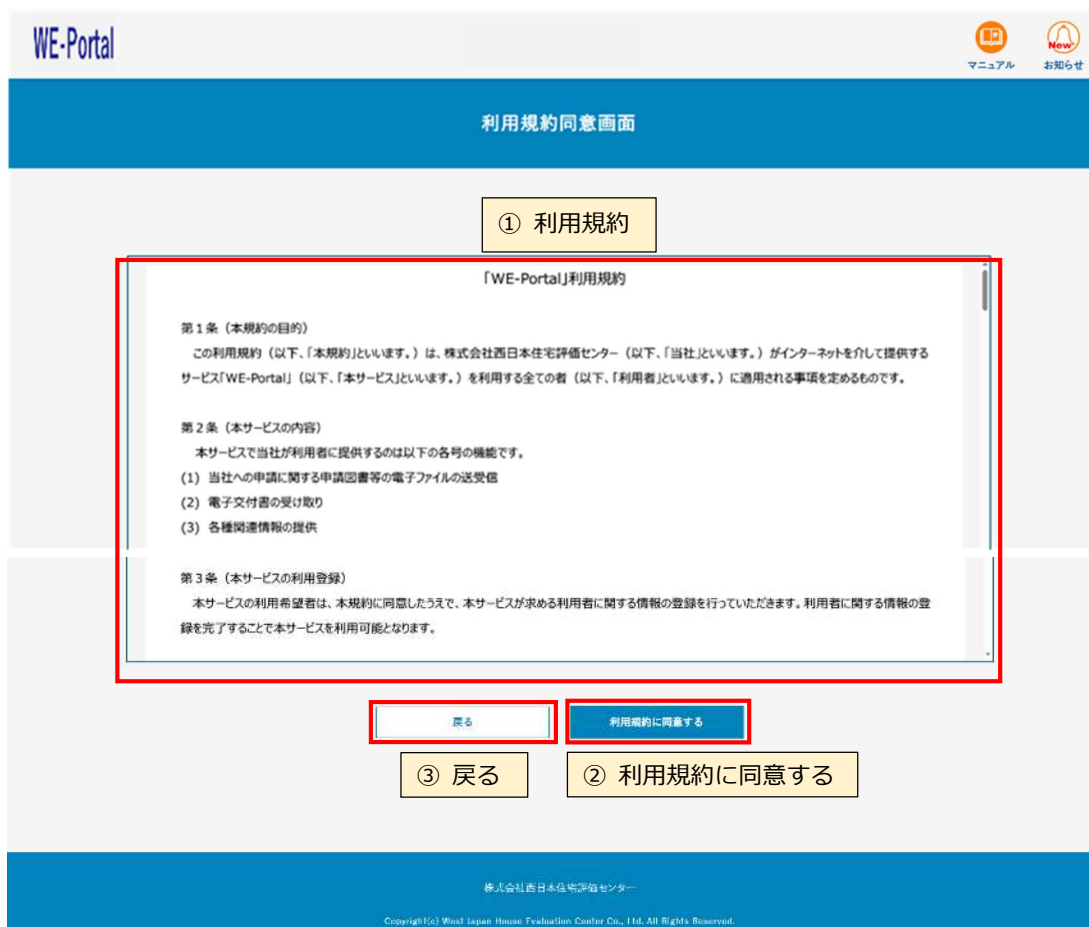 WE-Portal
マニュアル
New
お知らせ
利用規約同意画面
① 利用規約
「WE-Portal」利用規約
第1条（本規約の目的）
この利用規約（以下、「本規約」といいます。）は、株式会社西日本住宅評価センター（以下、「当社」といいます。）がインターネットを介して提供する
サービス「WE-Portal」（以下、「本サービス」といいます。）を利用する全ての者（以下、「利用者」といいます。）に適用される事項を定めるものです。
第2条（本サービスの内容）
本サービスで当社が利用者に提供するのは以下の各号の機能です。
(1) 当社への申請に関する申請図書等の電子ファイルの送受信
(2) 電子交付書の受け取り
(3) 各種関連情報の提供
第3条（本サービスの利用登録）
本サービスの利用希望者は、本規約に同意したうえで、本サービスが求める利用者に関する情報の登録を行っていただきます。利用者に関する情報の登
録を完了することで本サービスを利用可能となります。
戻る
利用規約に同意する
③ 戻る
② 利用規約に同意する
株式会社西日本住宅評価センター
Copyright(c) West Japan House Evaluation Center Co., Ltd. All Rights Reserved.